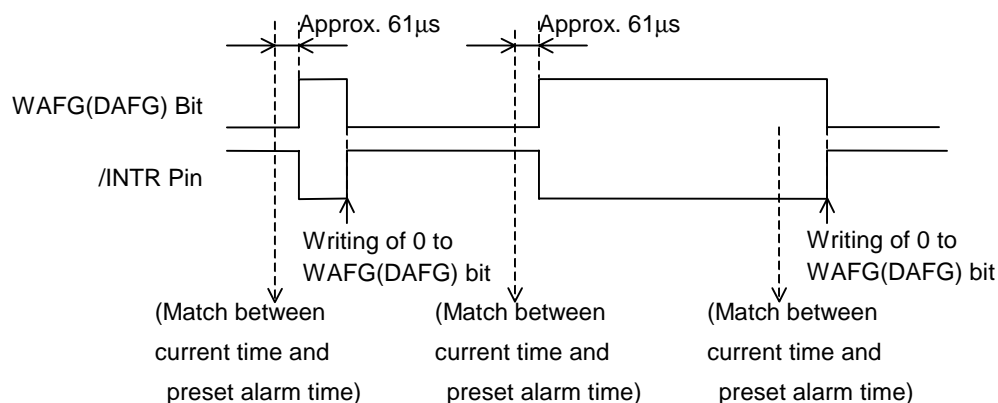 Approx. 61μs Approx. 61μs
WAFG(DAFG) Bit
/INTR Pin
Writing of 0 to Writing of 0 to
WAFG(DAFG) bit WAFG(DAFG) bit
(Match between (Match between (Match between
current time and current time and current time and
preset alarm time) preset alarm time) preset alarm time)